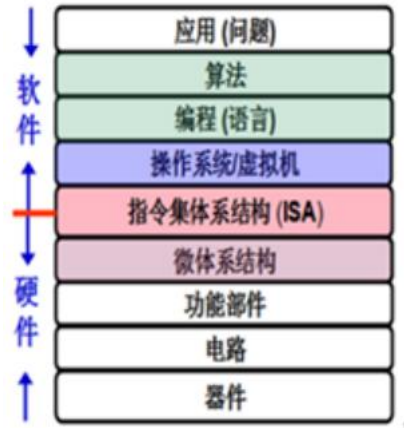 应用 (问题)
算法
编程 (语言)
操作系统/虚拟机
指令集体系结构 (ISA)
微体系结构
功能部件
电路
器件
软件
硬件